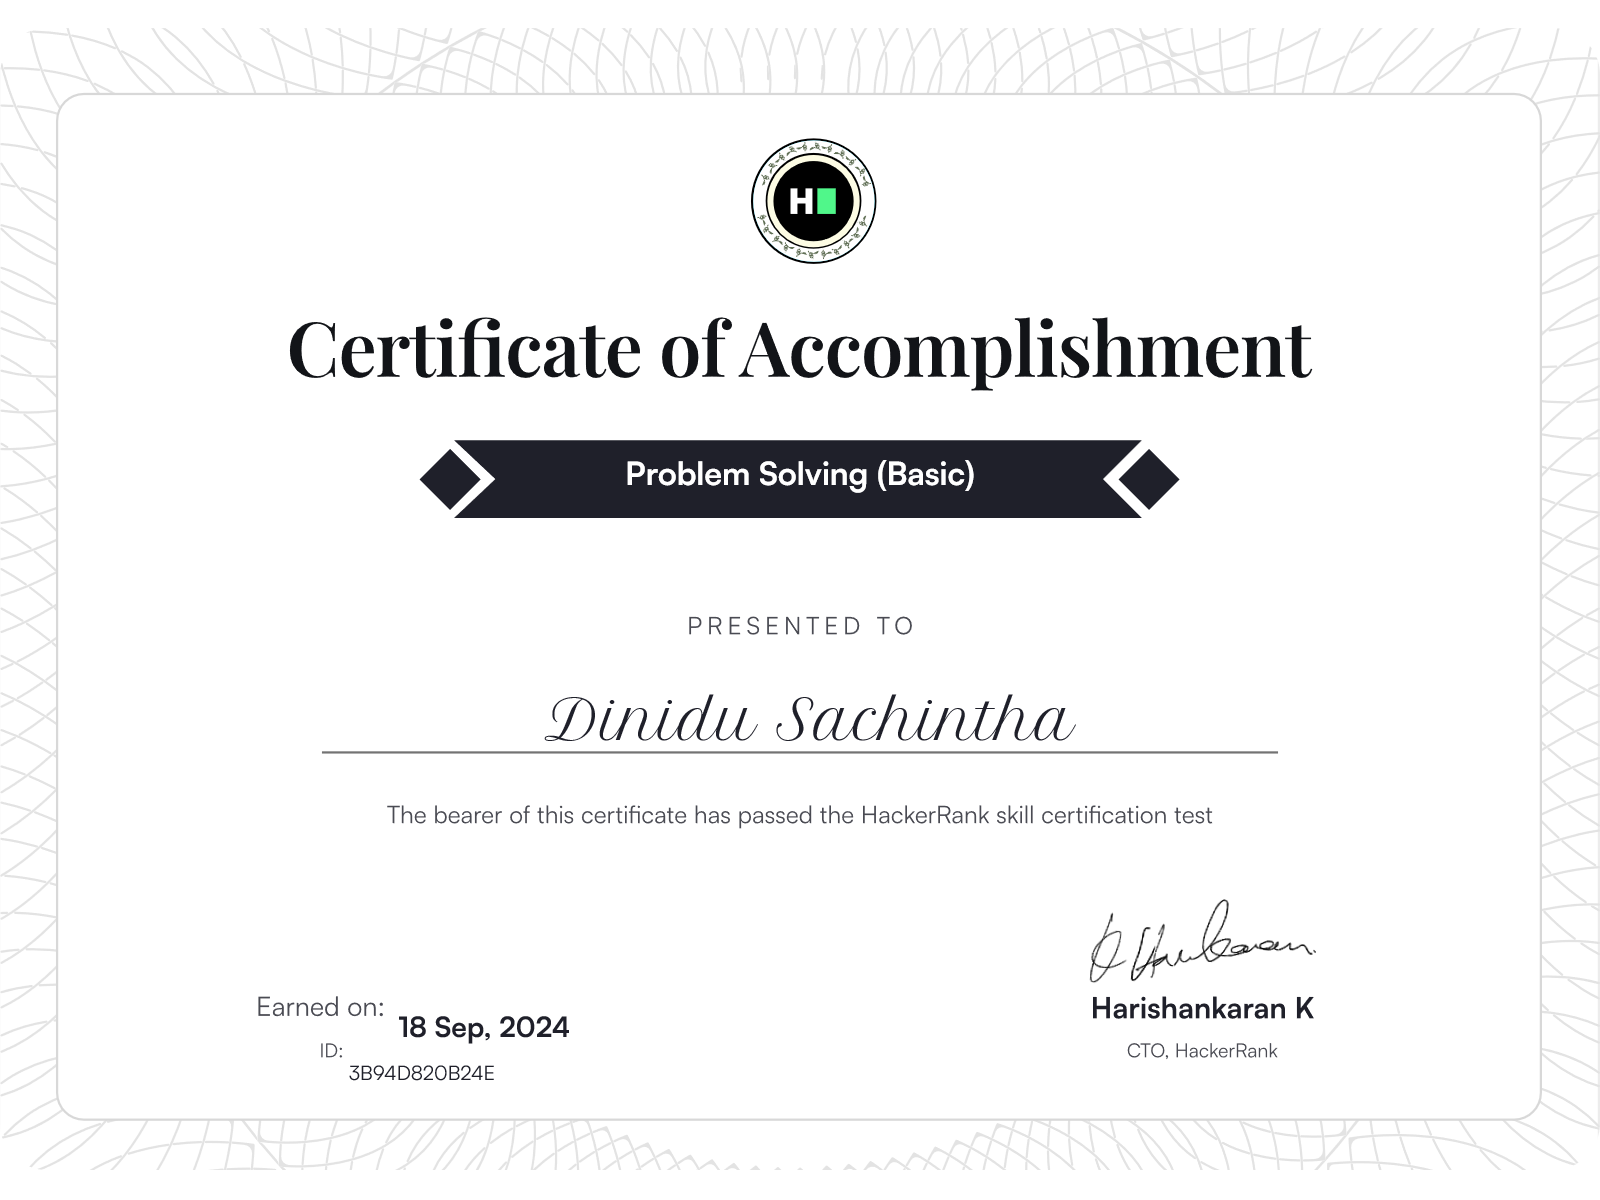 H
Certificate of Accomplishment
Problem Solving (Basic)
PRESENTED TO
Dinidu Sachintha
The bearer of this certificate has passed the HackerRank skill certification test
Earned on: 18 Sep, 2024
ID: 3B94D820B24E
Harishankaran K
CTO, HackerRank